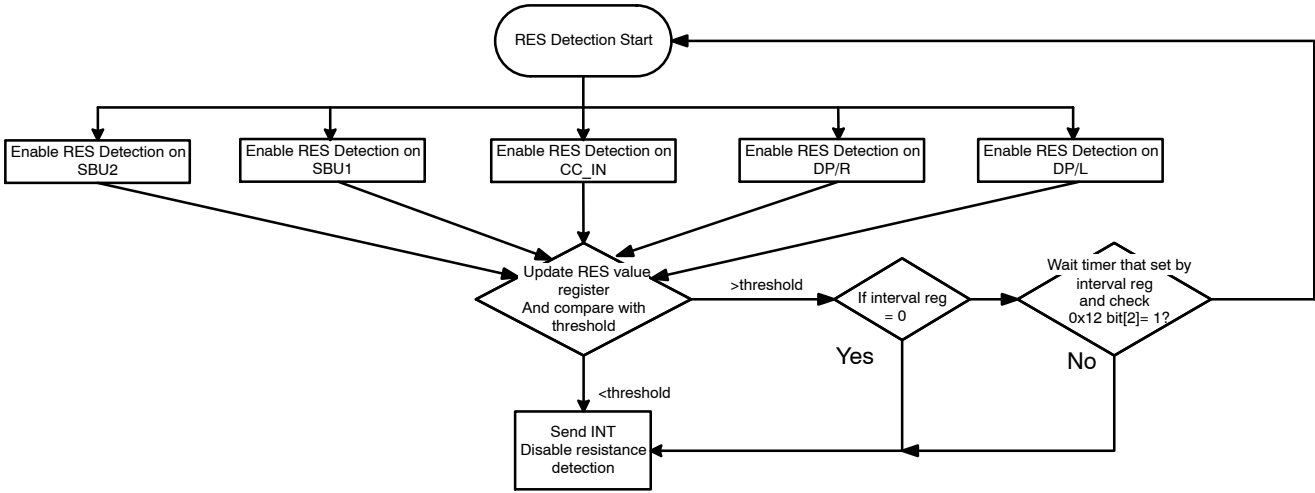 RES Detection Start
Enable RES Detection on
SBU2
Enable RES Detection on
SBU1
Enable RES Detection on
CC_IN
Enable RES Detection on
DP/R
Enable RES Detection on
DP/L
Update RES value
register
And compare with
threshold
>threshold
If interval reg
= 0
Wait timer that set by
interval reg
and check
0x12 bit[2]= 1?
Yes
No
<threshold
Send INT
Disable resistance
detection